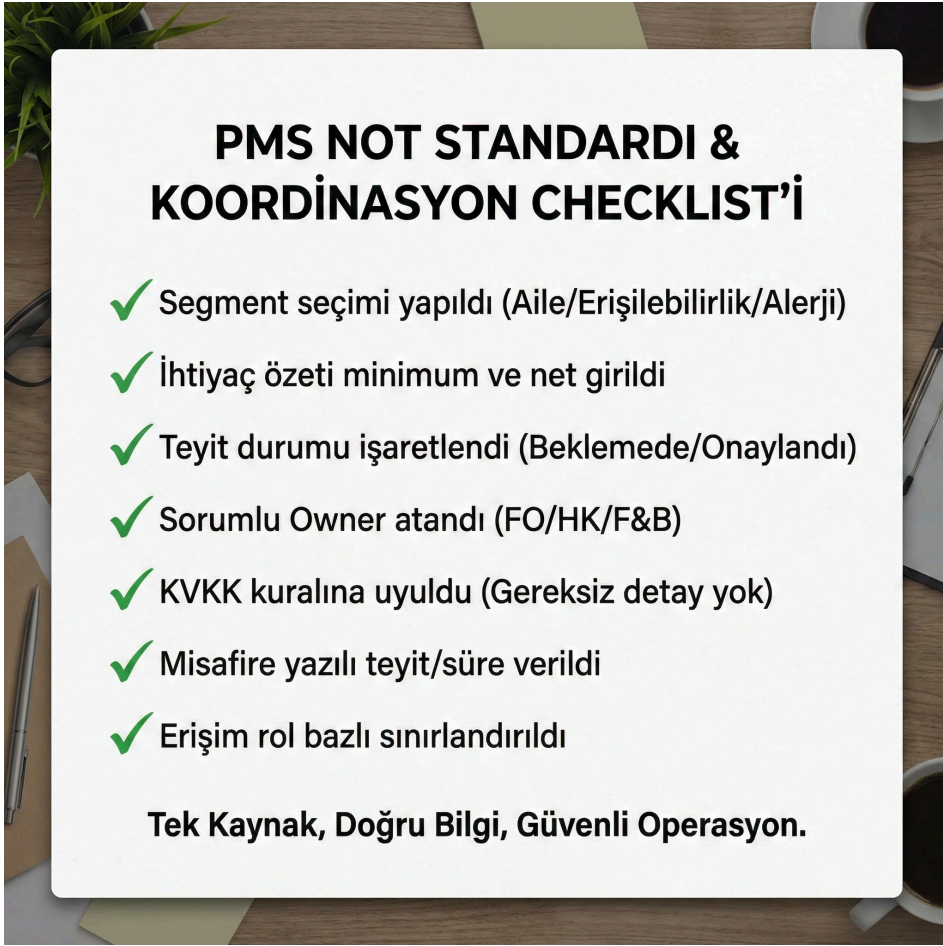 PMS NOT STANDARDI &
KOORDİNASYON CHECKLIST’İ
Segment seçimi yapıldı (Aile/Erişilebilirlik/Alerji)
İhtiyaç özeti minimum ve net girildi
Teyit durumu işaretlendi (Beklemede/Onaylandı)
Sorumlu Owner atandı (FO/HK/F&B)
KVKK kuralına uyuldu (Gereksiz detay yok)
Misafire yazılı teyit/süre verildi
Erişim rol bazlı sınırlandırıldı
Tek Kaynak, Doğru Bilgi, Güvenli Operasyon.